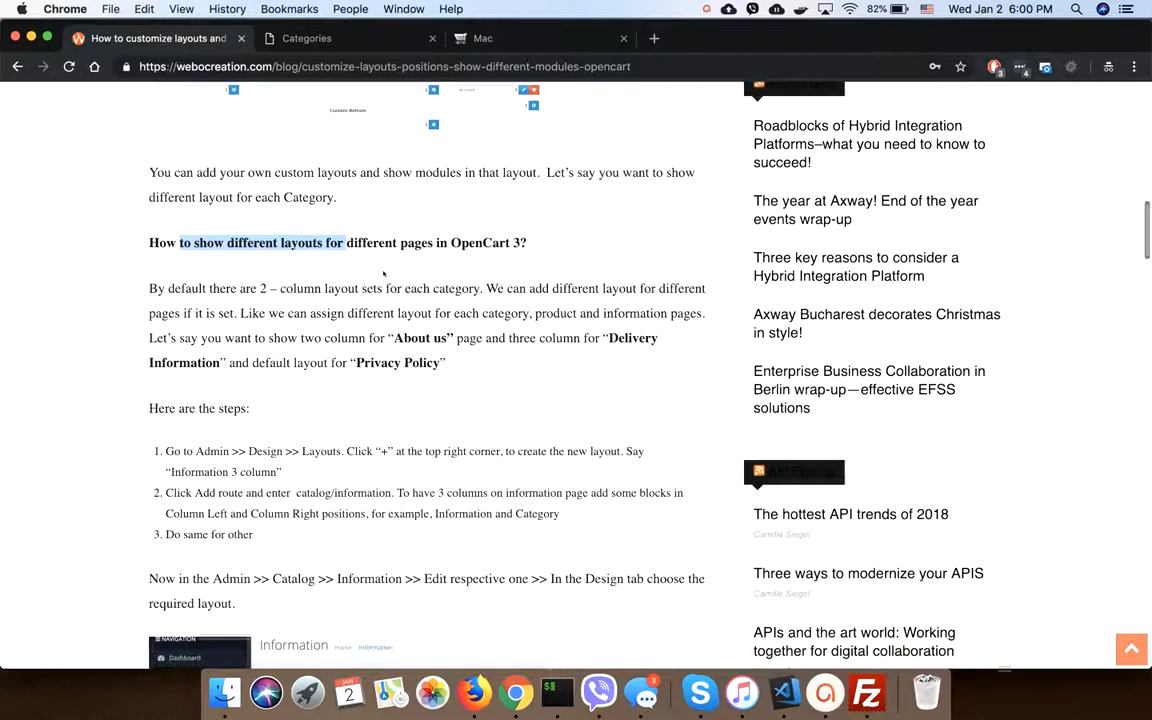 Chrome File Edit View History Bookmarks People Window Help 82% Wed Jan 2 6:00 PM
How to customize layouts and Categories Mac
https://webocreation.com/blog/customize-layouts-positions-show-different-modules-opencart
Content Bottom
You can add your own custom layouts and show modules in that layout. Let's say you want to show
different layout for each Category.
How to show different layouts for different pages in OpenCart 3?
By default there are 2 – column layout sets for each category. We can add different layout for different
pages if it is set. Like we can assign different layout for each category, product and information pages.
Let's say you want to show two column for “About us” page and three column for “Delivery
Information” and default layout for “Privacy Policy”
Here are the steps:
1. Go to Admin >> Design >> Layouts. Click “+” at the top right corner, to create the new layout. Say
“Information 3 column”
2. Click Add route and enter catalog/information. To have 3 columns on information page add some blocks in
Column Left and Column Right positions, for example, Information and Category
3. Do same for other
Now in the Admin >> Catalog >> Information >> Edit respective one >> In the Design tab choose the
required layout.
NAVIGATION
Dashboard
Information Home Information
Roadblocks of Hybrid Integration
Platforms–what you need to know to
succeed!
The year at Axway! End of the year
events wrap-up
Three key reasons to consider a
Hybrid Integration Platform
Axway Bucharest decorates Christmas
in style!
Enterprise Business Collaboration in
Berlin wrap-up—effective EFSS
solutions
The hottest API trends of 2018
Camille Siegel
Three ways to modernize your APIS
Camille Siegel
APIs and the art world: Working
together for digital collaboration
JAN
2
3